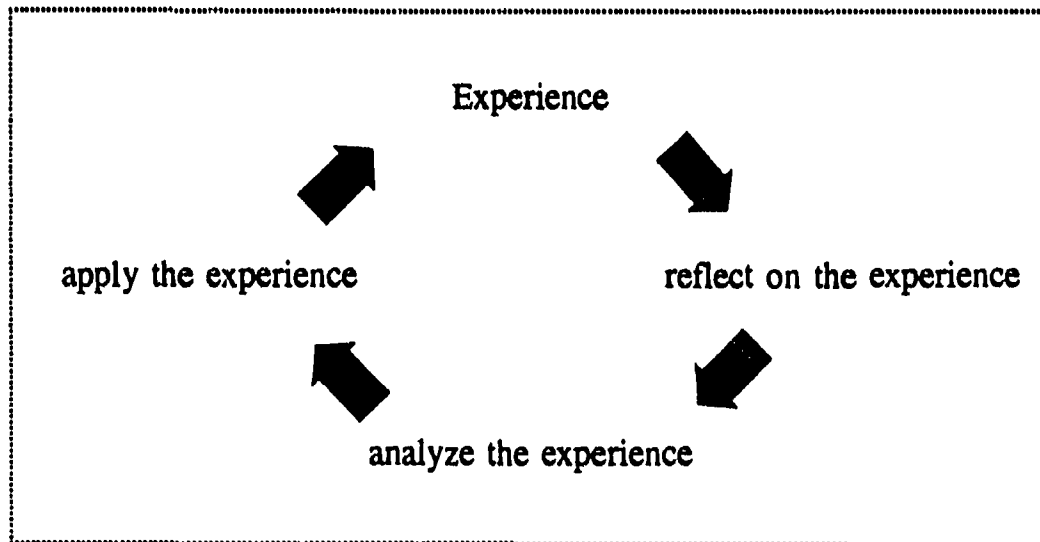 Experience
apply the experience
reflect on the experience
analyze the experience